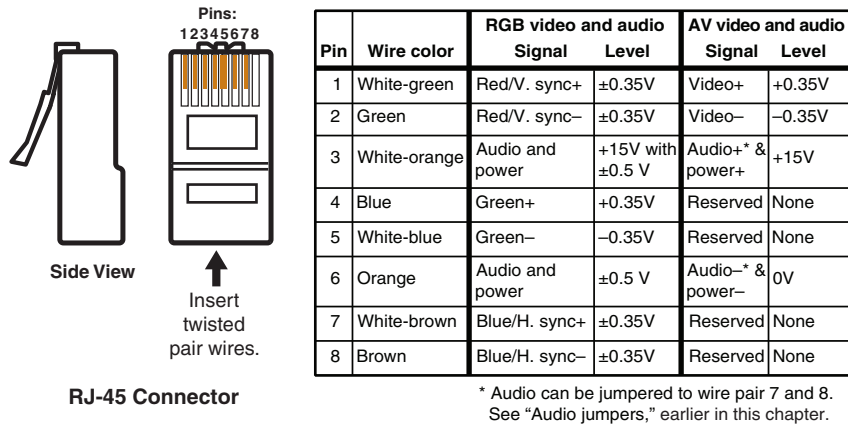 Pins:
12345678
Side View
Insert
twisted
pair wires.
RJ-45 Connector
RGB video and audio AV video and audio
Pin Wire color Signal Level Signal Level
1 White-green Red/V. sync+ ±0.35V Video+ +0.35V
2 Green Red/V. sync– ±0.35V Video– –0.35V
3 White-orange Audio and power +15V with ±0.5 V Audio+* & power+ +15V
4 Blue Green+ +0.35V Reserved None
5 White-blue Green– –0.35V Reserved None
6 Orange Audio and power ±0.5 V Audio–* & power– 0V
7 White-brown Blue/H. sync+ ±0.35V Reserved None
8 Brown Blue/H. sync– ±0.35V Reserved None
* Audio can be jumpered to wire pair 7 and 8.
See “Audio jumpers,” earlier in this chapter.